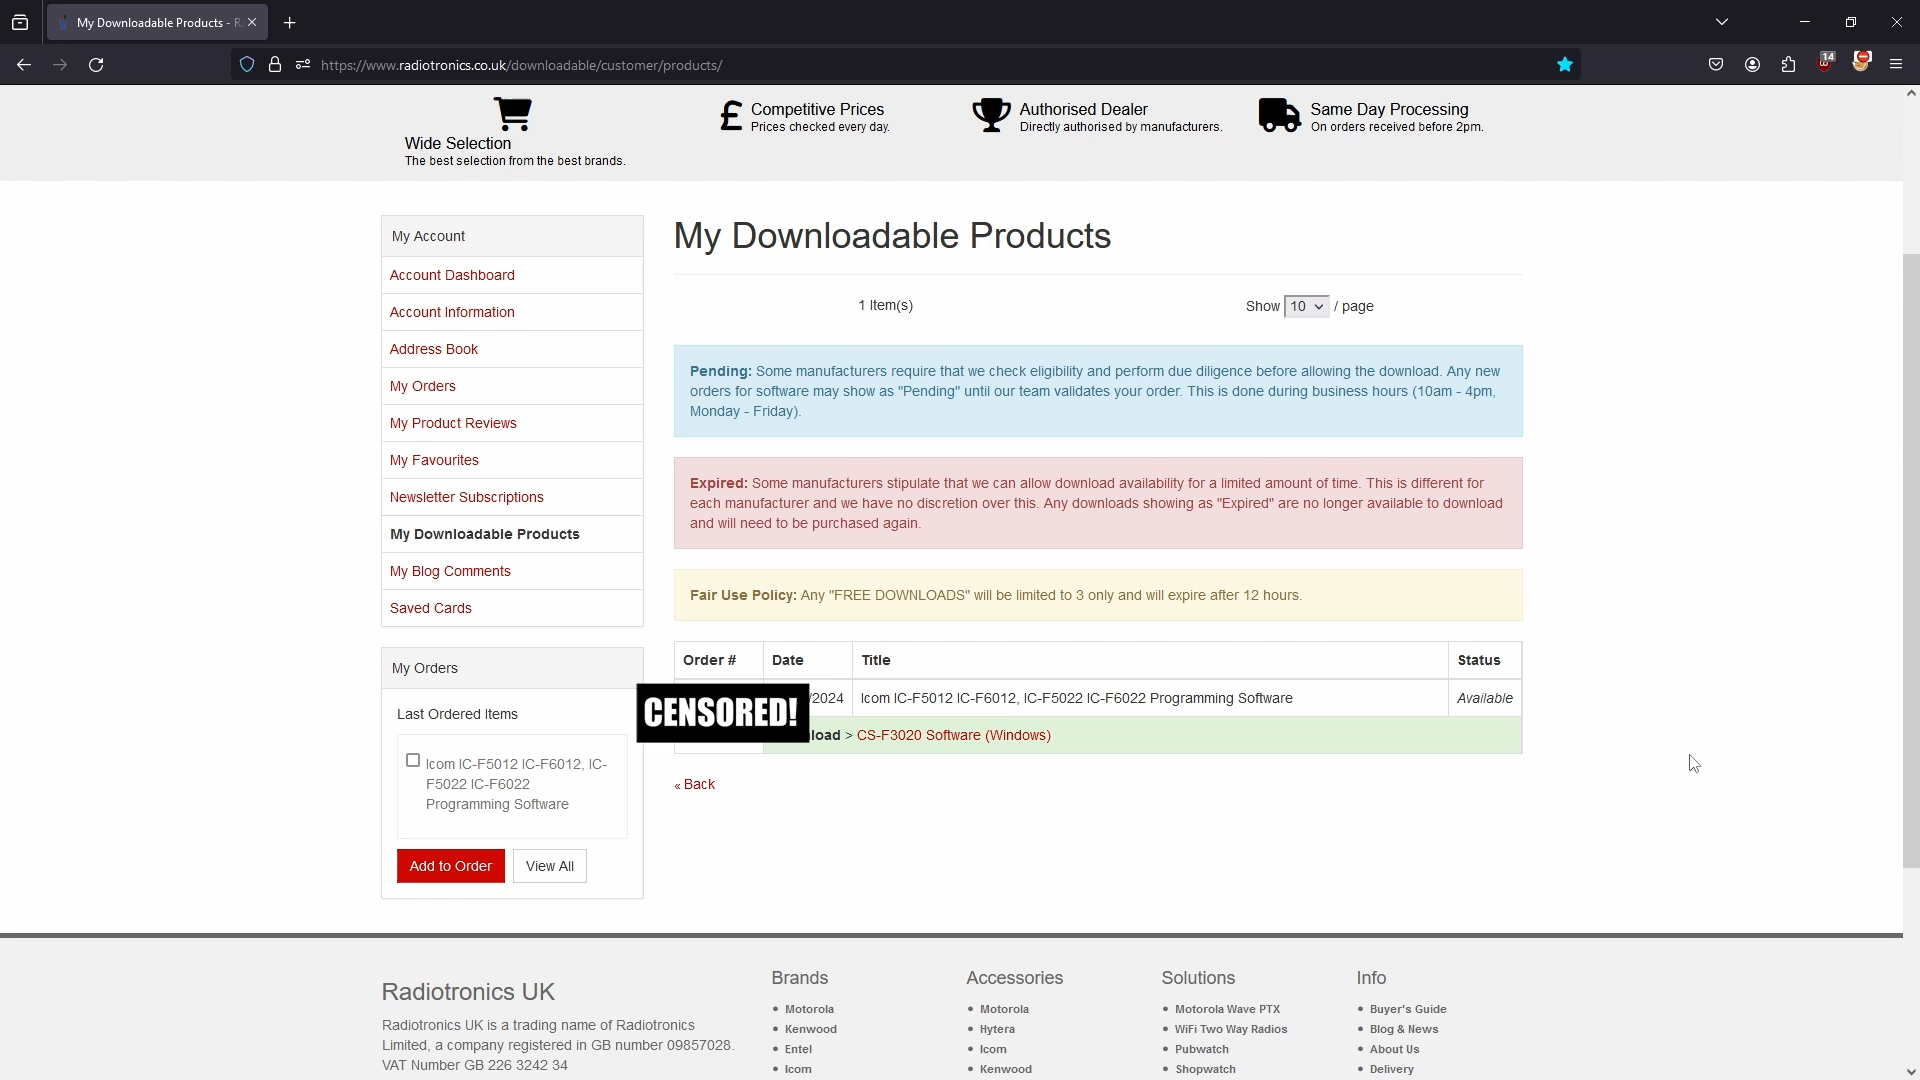 My Downloadable Products - R
https://www.radiotronics.co.uk/downloadable/customer/products/
14
Wide Selection
The best selection from the best brands.
Competitive Prices
Prices checked every day.
Authorised Dealer
Directly authorised by manufacturers.
Same Day Processing
On orders received before 2pm.
My Account
Account Dashboard
Account Information
Address Book
My Orders
My Product Reviews
My Favourites
Newsletter Subscriptions
My Downloadable Products
My Blog Comments
Saved Cards
My Orders
Last Ordered Items
Icom IC-F5012 IC-F6012, IC-
F5022 IC-F6022
Programming Software
Add to Order
View All
My Downloadable Products
1 Item(s)
Show 10 / page
Pending: Some manufacturers require that we check eligibility and perform due diligence before allowing the download. Any new
orders for software may show as "Pending" until our team validates your order. This is done during business hours (10am - 4pm,
Monday - Friday).
Expired: Some manufacturers stipulate that we can allow download availability for a limited amount of time. This is different for
each manufacturer and we have no discretion over this. Any downloads showing as "Expired" are no longer available to download
and will need to be purchased again.
Fair Use Policy: Any "FREE DOWNLOADS" will be limited to 3 only and will expire after 12 hours.
Order # Date Title Status
CENSORED! /2024 Icom IC-F5012 IC-F6012, IC-F5022 IC-F6022 Programming Software Available
load > CS-F3020 Software (Windows)
« Back
Radiotronics UK
Radiotronics UK is a trading name of Radiotronics
Limited, a company registered in GB number 09857028.
VAT Number GB 226 3242 34
Brands
• Motorola
• Kenwood
• Entel
• Icom
Accessories
• Motorola
• Hytera
• Icom
• Kenwood
Solutions
• Motorola Wave PTX
• WiFi Two Way Radios
• Pubwatch
• Shopwatch
Info
• Buyer's Guide
• Blog & News
• About Us
• Delivery